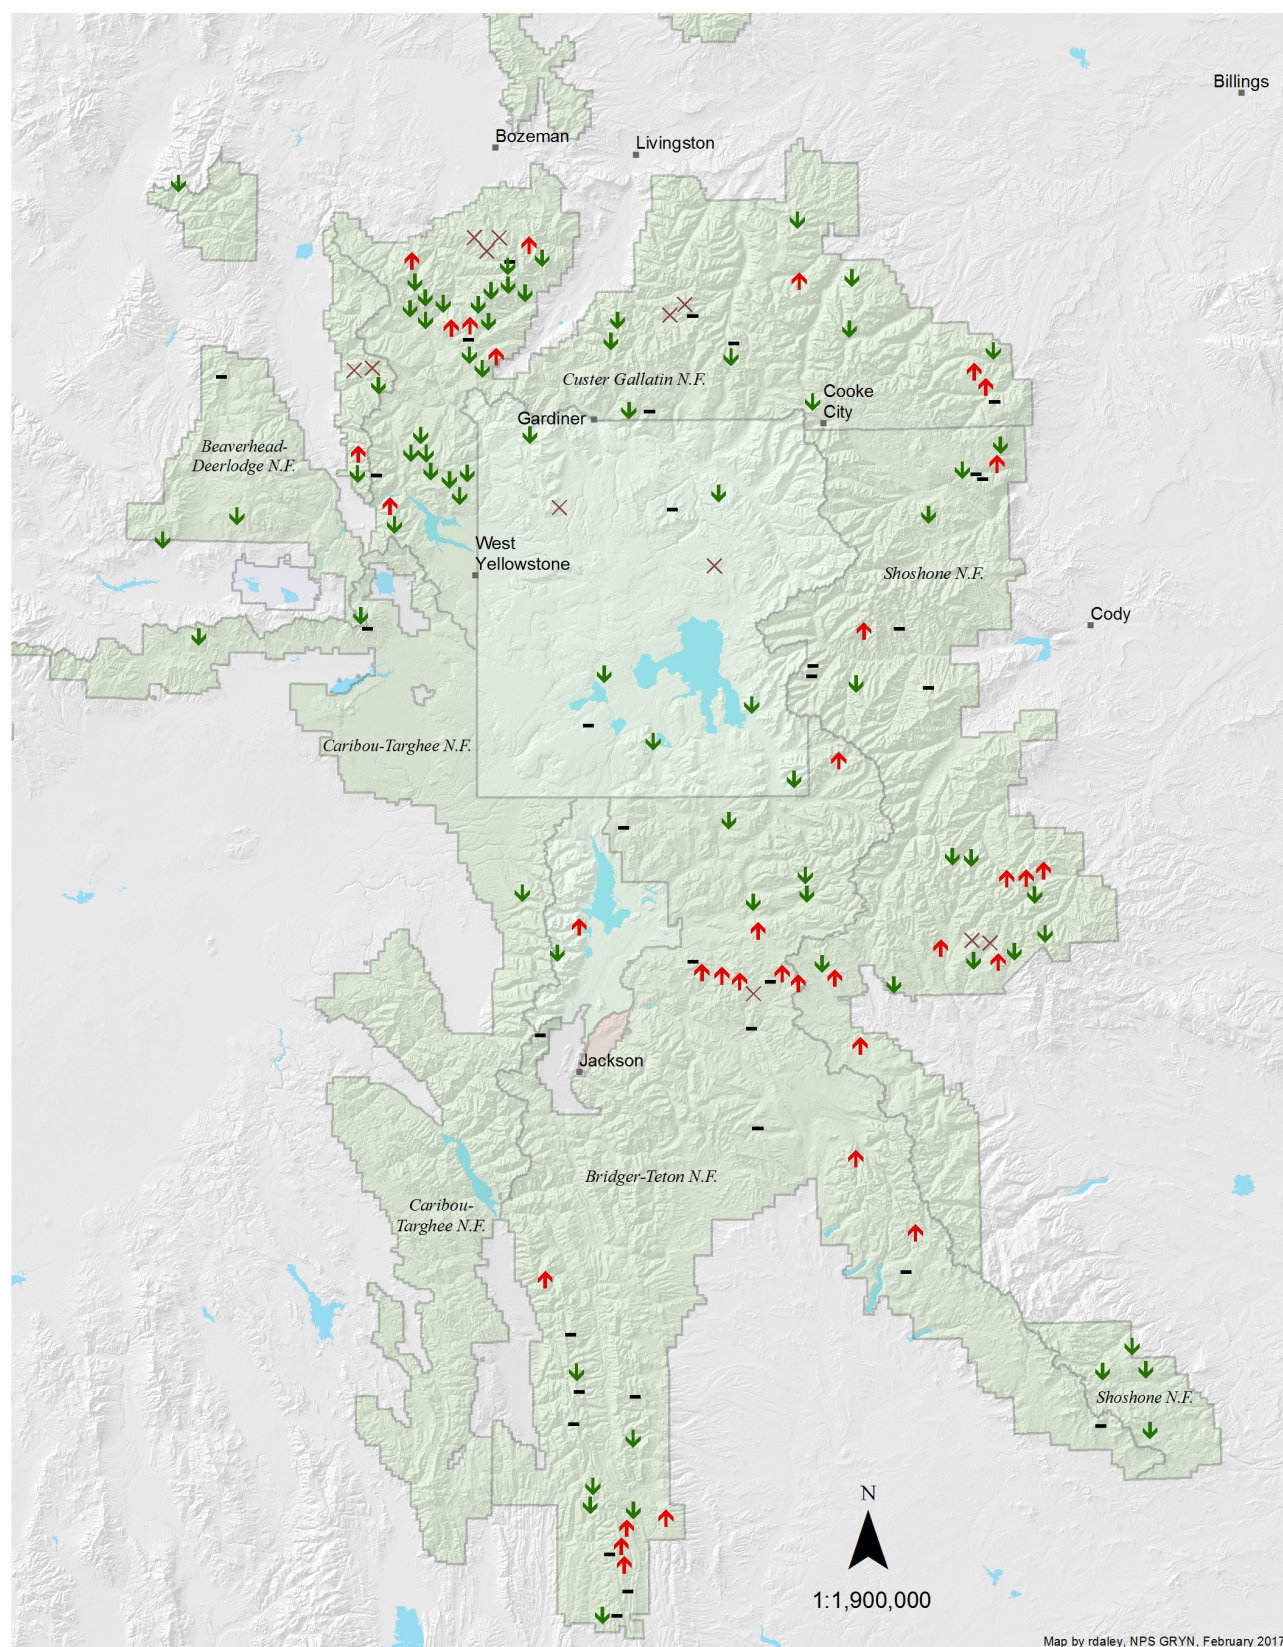 Billings
Bozeman
Livingston
Custer Gallatin N.F.
Cooke
City
Gardiner
Beaverhead-
Deerlodge N.F.
West
Yellowstone
Shoshone N.F.
Cody
Caribou-Targhee N.F.
Jackson
Bridger-Teton N.F.
Caribou-
Targhee N.F.
Shoshone N.F.
N
1:1,900,000
Map by rdaley, NPS GRYN, February 2017